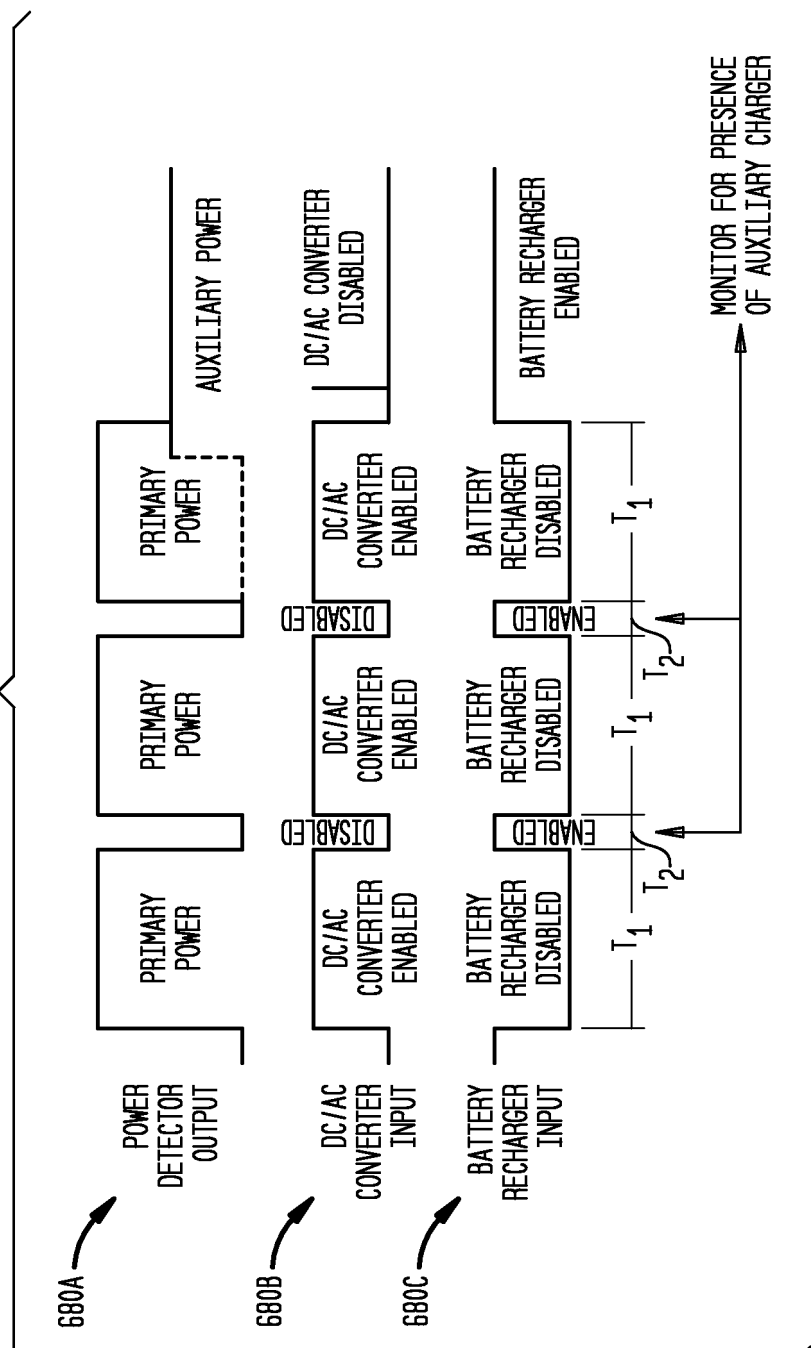 680A
POWER
DETECTOR
OUTPUT
PRIMARY
POWER
PRIMARY
POWER
PRIMARY
POWER
AUXILIARY POWER
680B
DC/AC
CONVERTER
INPUT
DC/AC
CONVERTER
ENABLED
DISABLED
DC/AC
CONVERTER
ENABLED
DISABLED
DC/AC
CONVERTER
ENABLED
DC/AC CONVERTER
DISABLED
680C
BATTERY
RECHARGER
INPUT
BATTERY
RECHARGER
DISABLED
ENABLED
BATTERY
RECHARGER
DISABLED
ENABLED
BATTERY
RECHARGER
DISABLED
BATTERY RECHARGER
ENABLED
T1
T2
T1
T2
T1
MONITOR FOR PRESENCE
OF AUXILIARY CHARGER